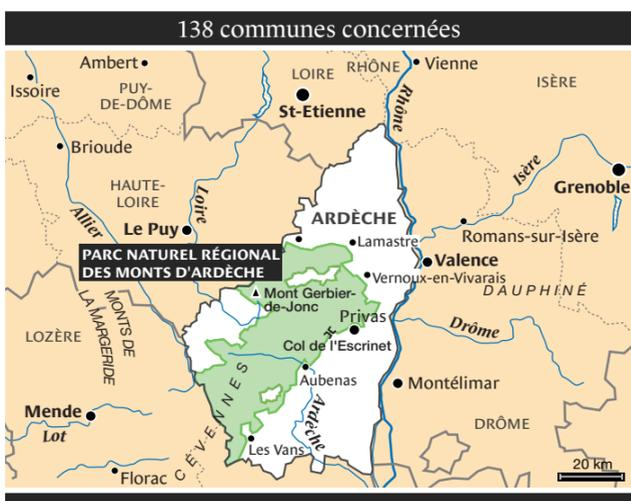 138 communes concernées
Ambert
LOIRE
RHÔNE
Vienne
Issoire
PUY-
DE-DÔME
ISÈRE
St-Etienne
Rhône
Brioude
Isère
Grenoble
HAUTE-
LOIRE
Loire
Allier
Le Puy
ARDÈCHE
Romans-sur-Isère
Lamastre
PARC NATUREL RÉGIONAL
DES MONTS D'ARDÈCHE
Valence
Vernoux-en-Vivarais
DAUPHINÉ
Mont Gerbier-
de-Jonc
MONTS DE
LA MARGERIDE
Privas
Drôme
LOZÈRE
Col de l'Escrinet
Aubenas
Montélimar
CÉVENNES
Ardèche
Mende
Lot
DRÔME
Les Vans
Florac
20 km